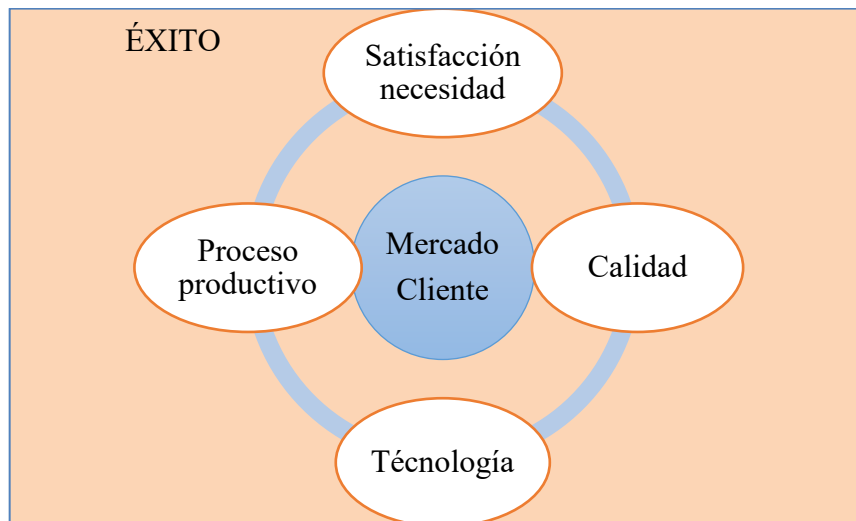 ÉXITO
Satisfacción
necesidad
Proceso
productivo
Mercado
Cliente
Calidad
Técnología